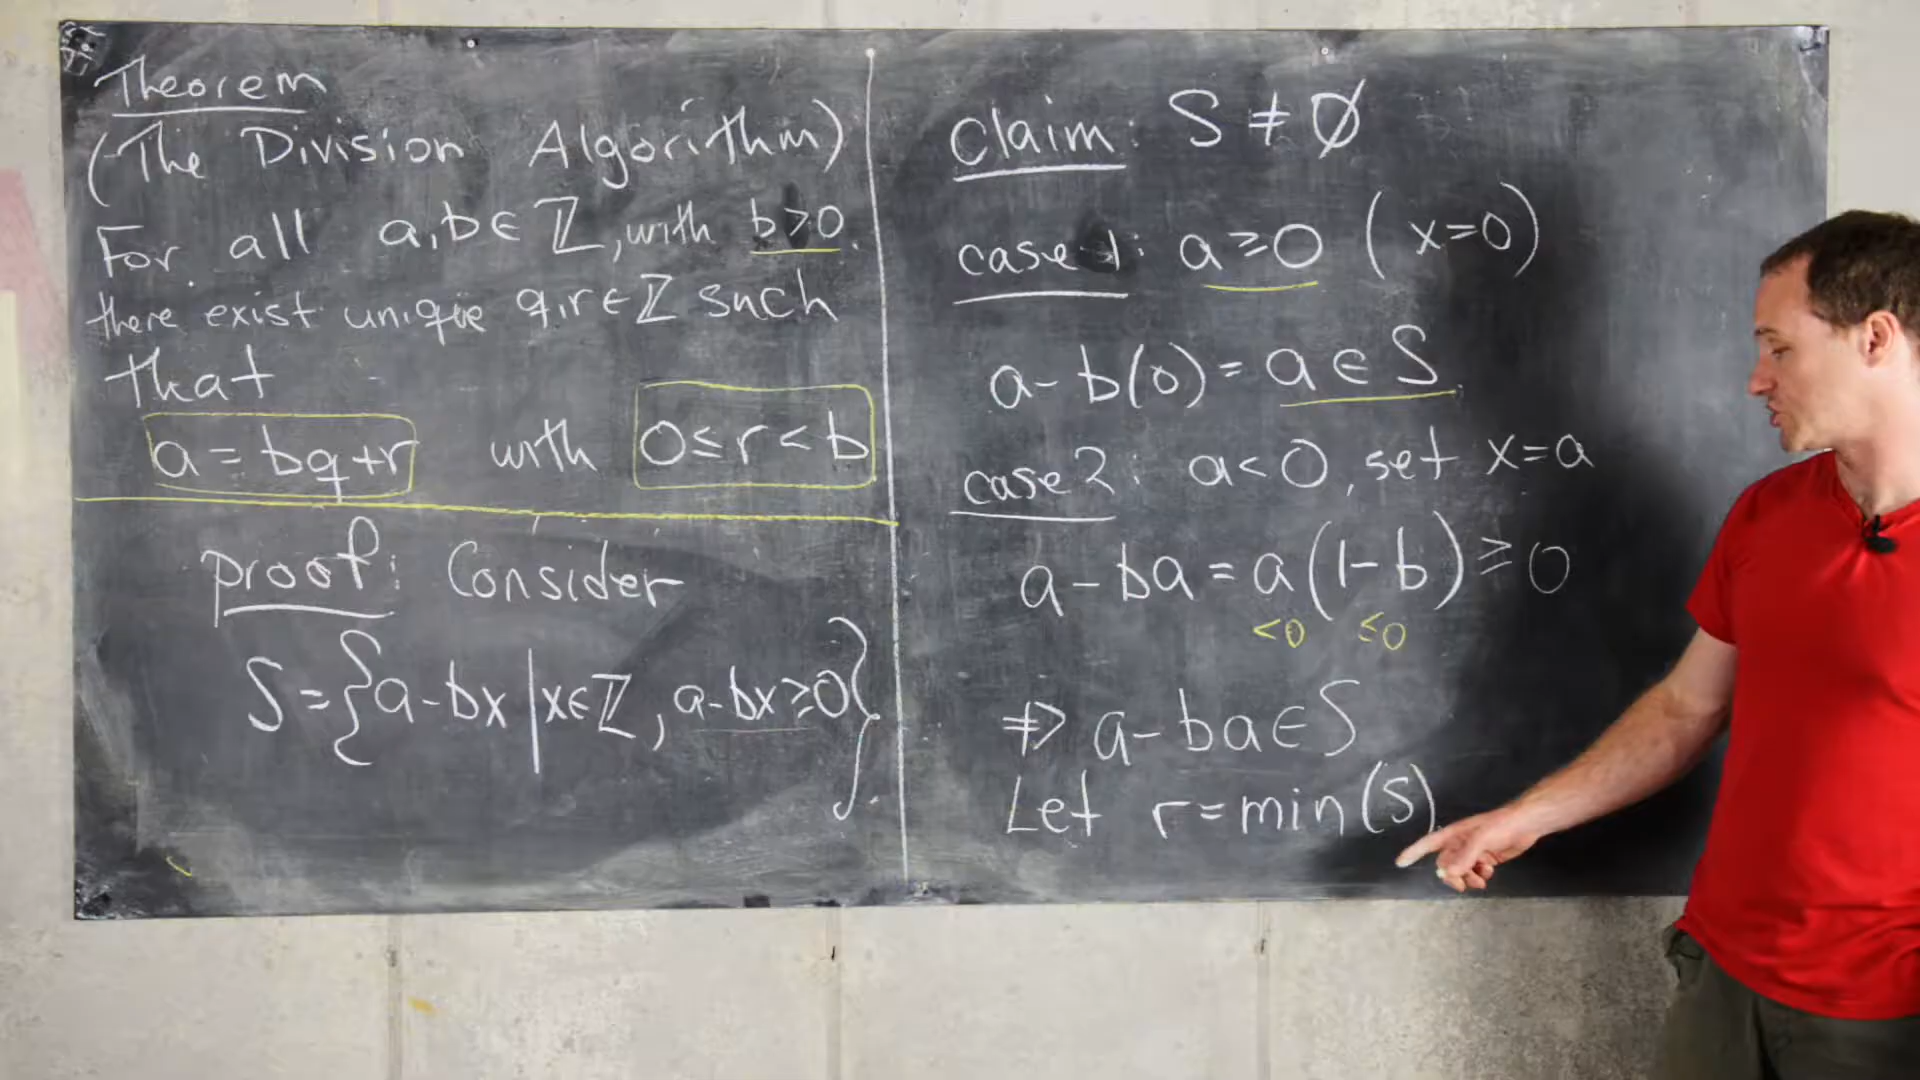 Theorem
(The Division Algorithm)
For all a,b∈ℤ, with b>0.
there exist unique q,r∈ℤ such
that
a=bq+r with 0≤r<b
proof: Consider
S={a-bx|x∈ℤ, a-bx≥0}.
Claim: S≠∅
case 1: a≥0 (x=0)
a-b(0)=a∈S
case 2: a<0, set x=a
a-ba=a(1-b)≥0
<0 ≤0
⇒ a-ba∈S
Let r=min(S)